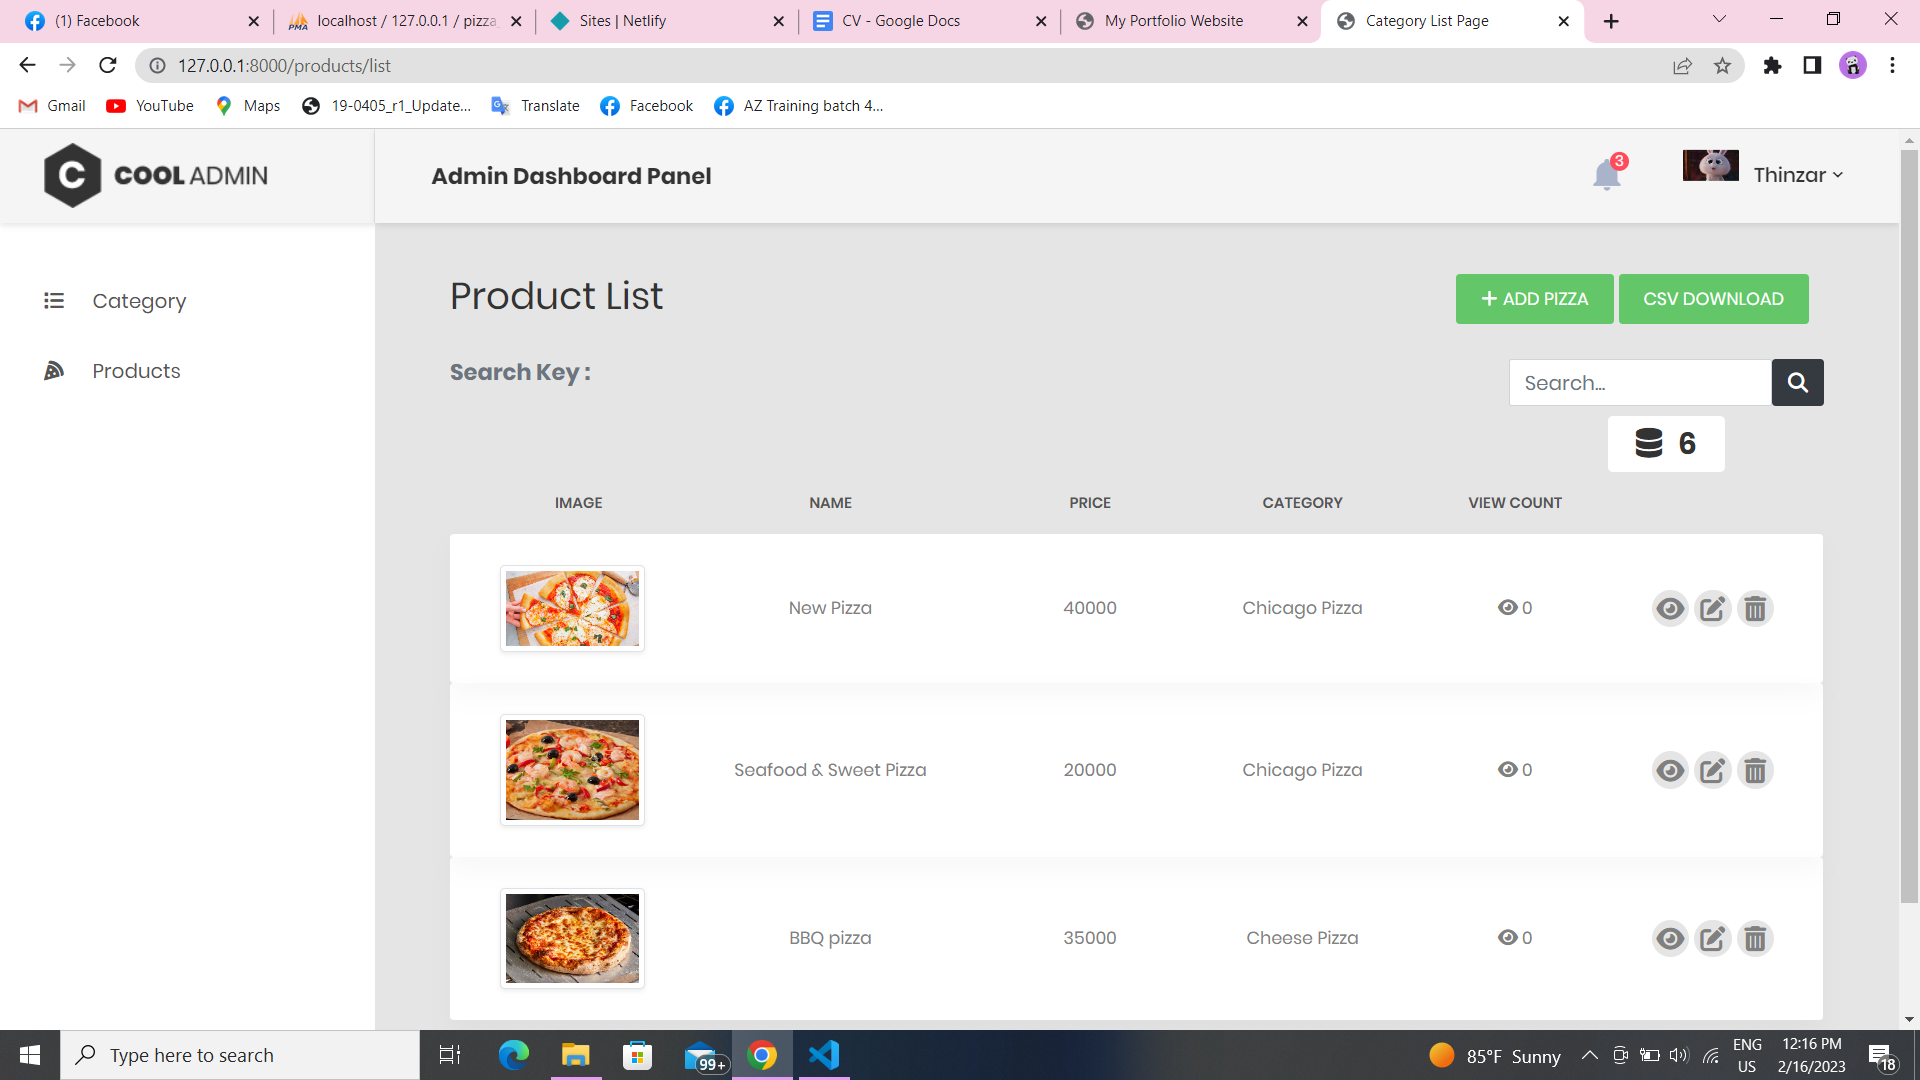 (1) Facebook
localhost / 127.0.0.1 / pizza_
Sites | Netlify
CV - Google Docs
My Portfolio Website
Category List Page
127.0.0.1:8000/products/list
Gmail
YouTube
Maps
19-0405_r1_Update...
Translate
Facebook
AZ Training batch 4...
C COOL ADMIN
Admin Dashboard Panel
3
Thinzar
Category
Products
Product List
+ ADD PIZZA
CSV DOWNLOAD
Search Key :
Search...
6
IMAGE NAME PRICE CATEGORY VIEW COUNT
New Pizza 40000 Chicago Pizza 0
Seafood & Sweet Pizza 20000 Chicago Pizza 0
BBQ pizza 35000 Cheese Pizza 0
Type here to search
99+
85°F Sunny
ENG
US
12:16 PM
2/16/2023
18